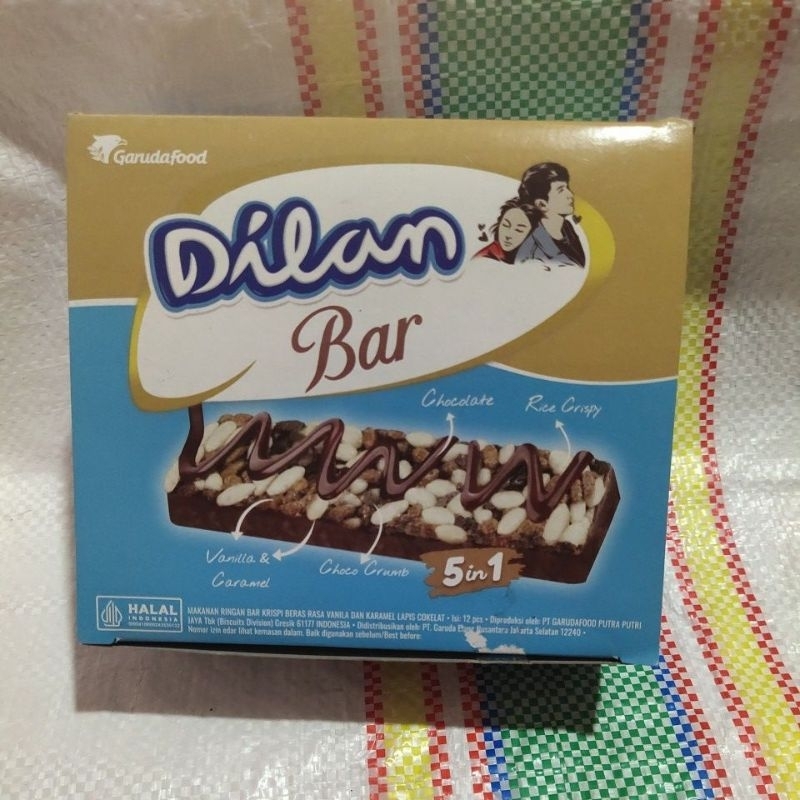 Garudafood
Dilan
Bar
Chocolate
Rice Crispy
Vanilla &
Caramel
Choco Crumb
5 in 1
HALAL
INDONESIA
MAKANAN RINGAN BAR KRISPI BERAS RASA VANILA DAN KARAMEL LAPIS COKELAT • Isi: 12 pcs • Diproduksi oleh: PT GARUDAFOOD PUTRA PUTRI
JAYA Tbk (Biscuits Division) Gresik 61177 INDONESIA • Didistribusikan oleh: PT. Garuda Nusantara Selatan 12240 •
Nomor izin edar lihat kemasan dalam. Baik digunakan sebelum/Best before: